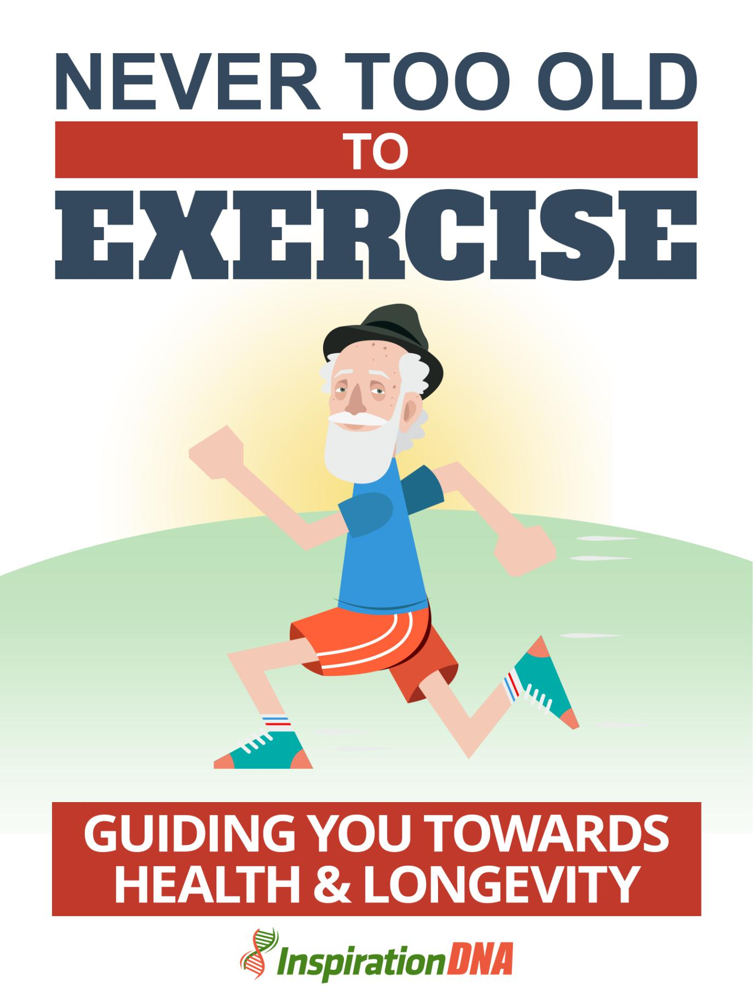 NEVER TOO OLD
TO
EXERCISE
GUIDING YOU TOWARDS
HEALTH & LONGEVITY
InspirationDNA